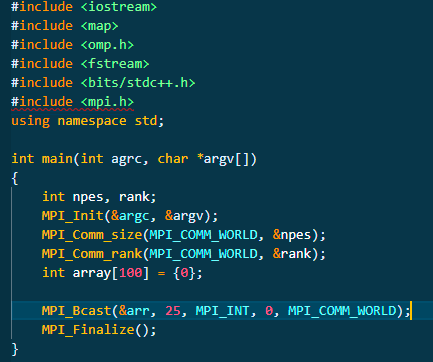 #include <iostream>
#include <map>
#include <omp.h>
#include <fstream>
#include <bits/stdc++.h>
#include <mpi.h>
using namespace std;

int main(int agrc, char *argv[])
{
    int npes, rank;
    MPI_Init(&argc, &argv);
    MPI_Comm_size(MPI_COMM_WORLD, &npes);
    MPI_Comm_rank(MPI_COMM_WORLD, &rank);
    int array[100] = {0};

    MPI_Bcast(&arr, 25, MPI_INT, 0, MPI_COMM_WORLD);
    MPI_Finalize();
}